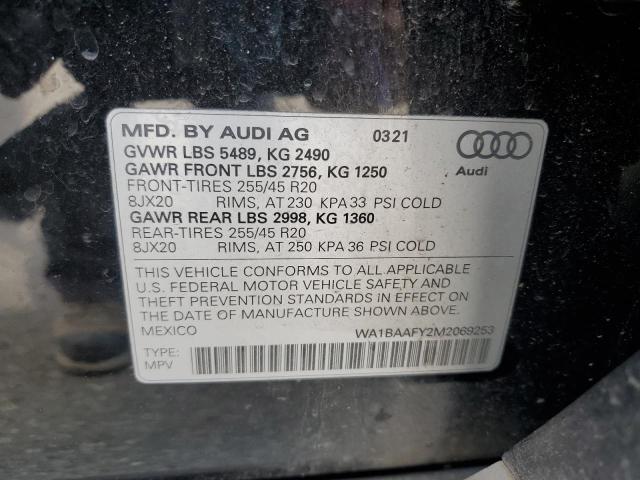 MFD. BY AUDI AG 0321
GVWR LBS 5489, KG 2490
GAWR FRONT LBS 2756, KG 1250
FRONT-TIRES 255/45 R20
8JX20 RIMS, AT 230 KPA 33 PSI COLD
GAWR REAR LBS 2998, KG 1360
REAR-TIRES 255/45 R20
8JX20 RIMS, AT 250 KPA 36 PSI COLD
Audi
THIS VEHICLE CONFORMS TO ALL APPLICABLE
U.S. FEDERAL MOTOR VEHICLE SAFETY AND
THEFT PREVENTION STANDARDS IN EFFECT ON
THE DATE OF MANUFACTURE SHOWN ABOVE.
MEXICO WA1BAAFY2M2069253
TYPE:
MPV